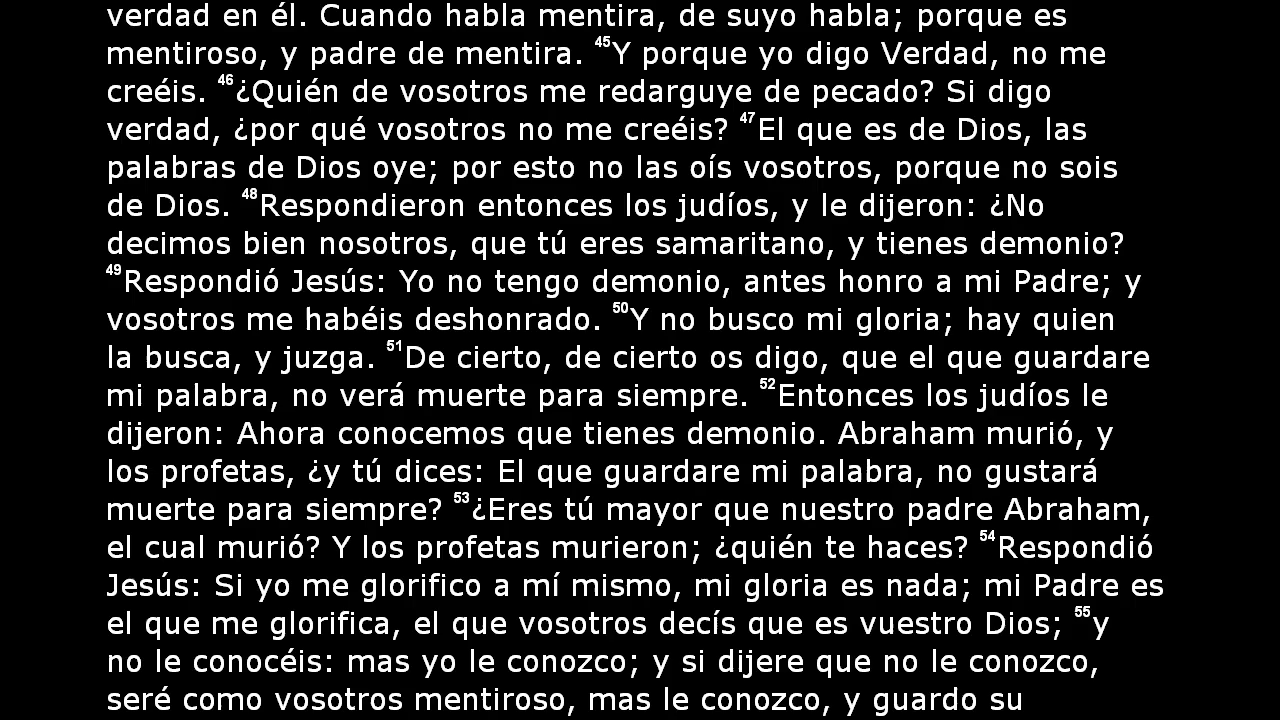 verdad en él. Cuando habla mentira, de suyo habla; porque es
mentiroso, y padre de mentira. 45Y porque yo digo Verdad, no me
creéis. 46¿Quién de vosotros me redarguye de pecado? Si digo
verdad, ¿por qué vosotros no me creéis? 47El que es de Dios, las
palabras de Dios oye; por esto no las oís vosotros, porque no sois
de Dios. 48Respondieron entonces los judíos, y le dijeron: ¿No
decimos bien nosotros, que tú eres samaritano, y tienes demonio?
49Respondió Jesús: Yo no tengo demonio, antes honro a mi Padre; y
vosotros me habéis deshonrado. 50Y no busco mi gloria; hay quien
la busca, y juzga. 51De cierto, de cierto os digo, que el que guardare
mi palabra, no verá muerte para siempre. 52Entonces los judíos le
dijeron: Ahora conocemos que tienes demonio. Abraham murió, y
los profetas, ¿y tú dices: El que guardare mi palabra, no gustará
muerte para siempre? 53¿Eres tú mayor que nuestro padre Abraham,
el cual murió? Y los profetas murieron; ¿quién te haces? 54Respondió
Jesús: Si yo me glorifico a mí mismo, mi gloria es nada; mi Padre es
el que me glorifica, el que vosotros decís que es vuestro Dios; 55y
no le conocéis: mas yo le conozco; y si dijere que no le conozco,
seré como vosotros mentiroso, mas le conozco, y guardo su